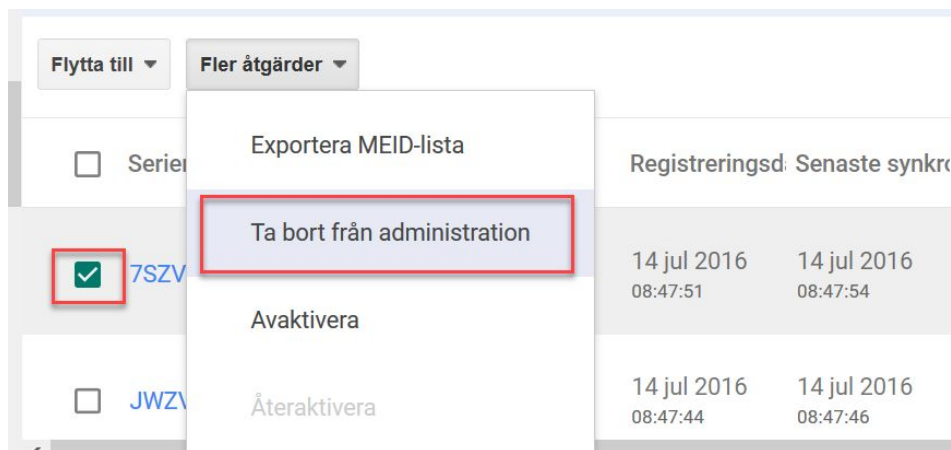 Flytta till Fler åtgärder
Exportera MEID-lista
Registreringsd Senaste synkro
Ta bort från administration
14 jul 2016 14 jul 2016
7SZV
08:47:51 08:47:54
Avaktivera
14 jul 2016 14 jul 2016
JWZV
Återaktivera
08:47:44 08:47:46